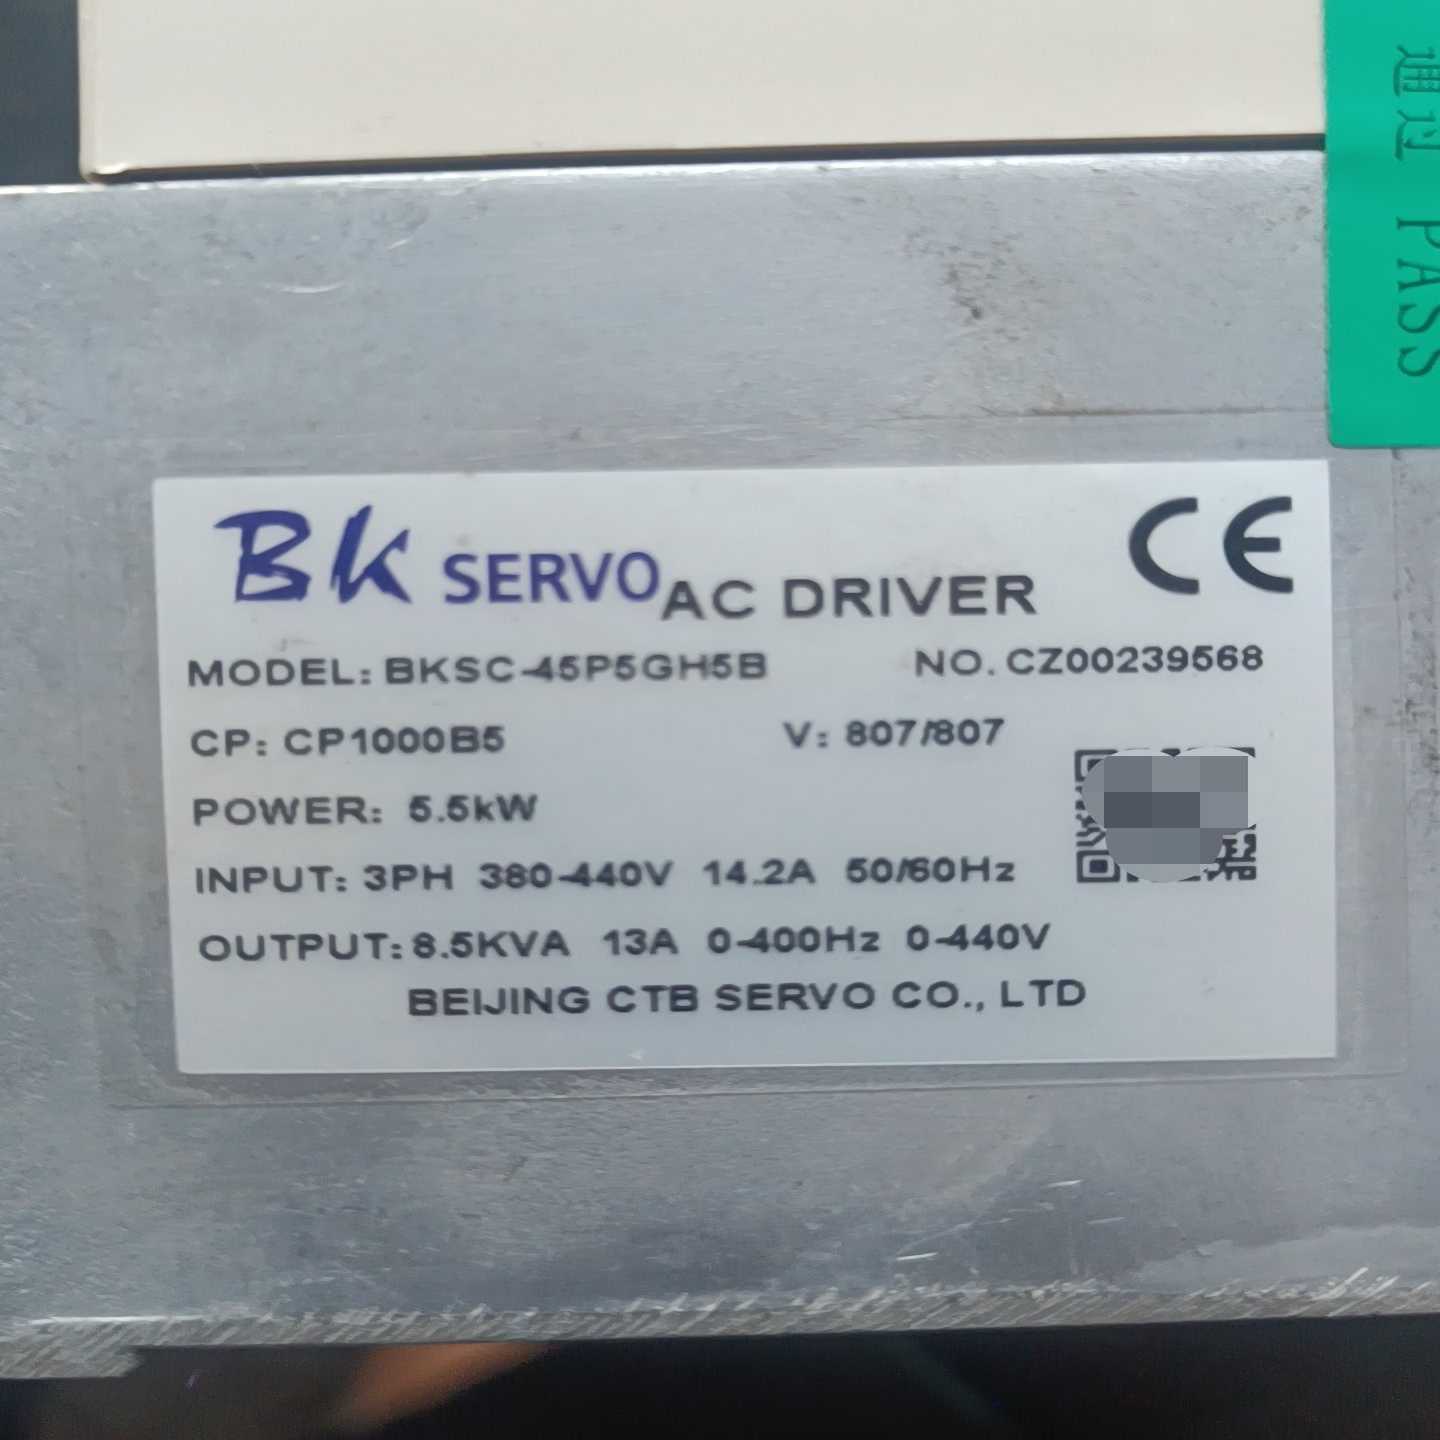 通过 PASS
BK SERVO AC DRIVER CE
MODEL: BKSC-45P5GH5B NO. CZ00239568
CP: CP1000B5 V: 807/807
POWER: 5.5kW
INPUT: 3PH 380-440V 14.2A 50/60Hz
OUTPUT: 8.5KVA 13A 0-400Hz 0-440V
BEIJING CTB SERVO CO., LTD